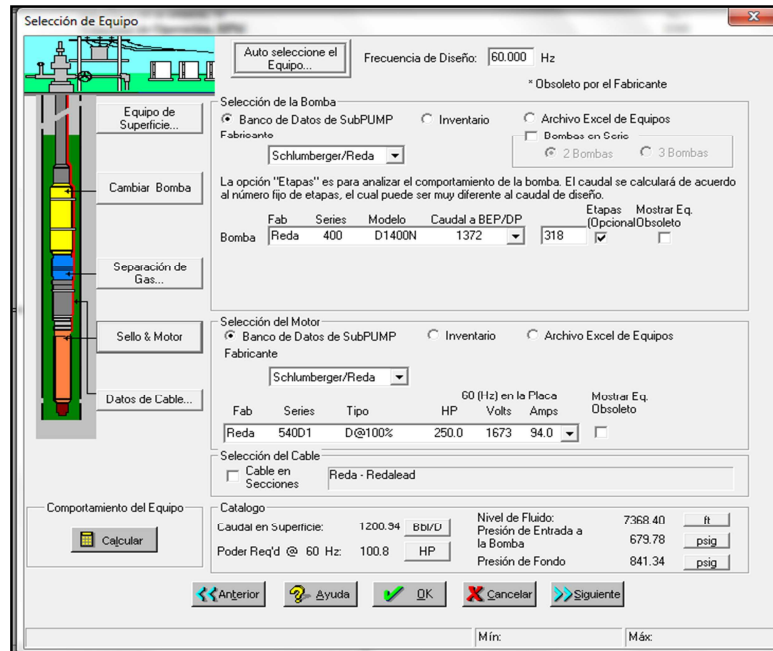 Selección de Equipo
Auto seleccione el Equipo...
Frecuencia de Diseño: 60.000 Hz
* Obsoleto por el Fabricante
Equipo de Superficie...
Cambiar Bomba
Separación de Gas...
Sello & Motor
Datos de Cable...
Selección de la Bomba
Banco de Datos de SubPUMP Inventario Archivo Excel de Equipos
Fabricante
Bombas en Serie
Schlumberger/Reda
2 Bombas 3 Bombas
La opción "Etapas" es para analizar el comportamiento de la bomba. El caudal se calculará de acuerdo
al número fijo de etapas, el cual puede ser muy diferente al caudal de diseño.
Etapas Mostrar Eq.
Fab Series Modelo Caudal a BEP/DP (Opcional Obsoleto
Bomba Reda 400 D1400N 1372 318
Selección del Motor
Banco de Datos de SubPUMP Inventario Archivo Excel de Equipos
Fabricante
Schlumberger/Reda
60 (Hz) en la Placa Mostrar Eq.
Fab Series Tipo HP Volts Amps Obsoleto
Reda 540D1 D@100% 250.0 1673 94.0
Selección del Cable
Cable en Secciones
Reda - Redalead
Comportamiento del Equipo
Calcular
Catalogo
Caudal en Superficie: 1200.94 Bbl/D
Poder Req'd @ 60 Hz: 100.8 HP
Nivel de Fluido: 7368.40 ft
Presión de Entrada a
la Bomba 679.78 psig
Presión de Fondo 841.34 psig
Anterior Ayuda OK Cancelar Siguiente
Mín: Máx: